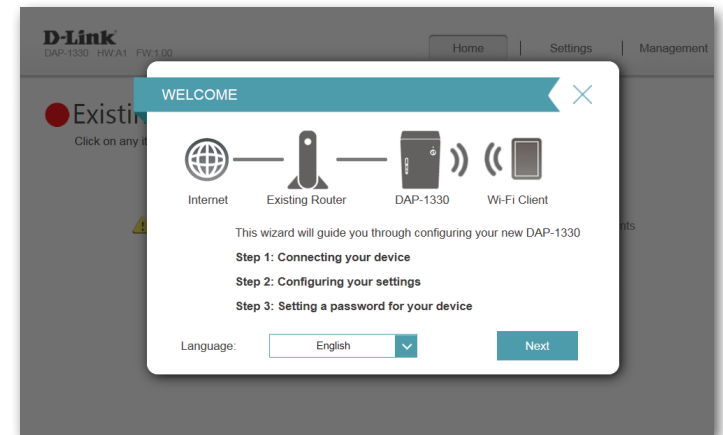 D-Link
DAP-1330 HW:A1 FW:1.00
Home
Settings
Management
WELCOME
Click on any
Internet
Existing Router
DAP-1330
Wi-Fi Client
This wizard will guide you through configuring your new DAP-1330
Step 1: Connecting your device
Step 2: Configuring your settings
Step 3: Setting a password for your device
Language:
English
Next